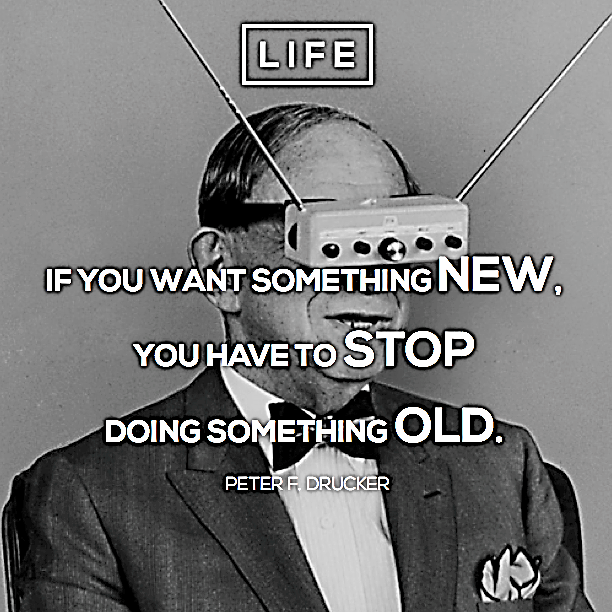 LIFE
IF YOU WANT SOMETHING NEW,
YOU HAVE TO STOP
DOING SOMETHING OLD.
PETER F. DRUCKER